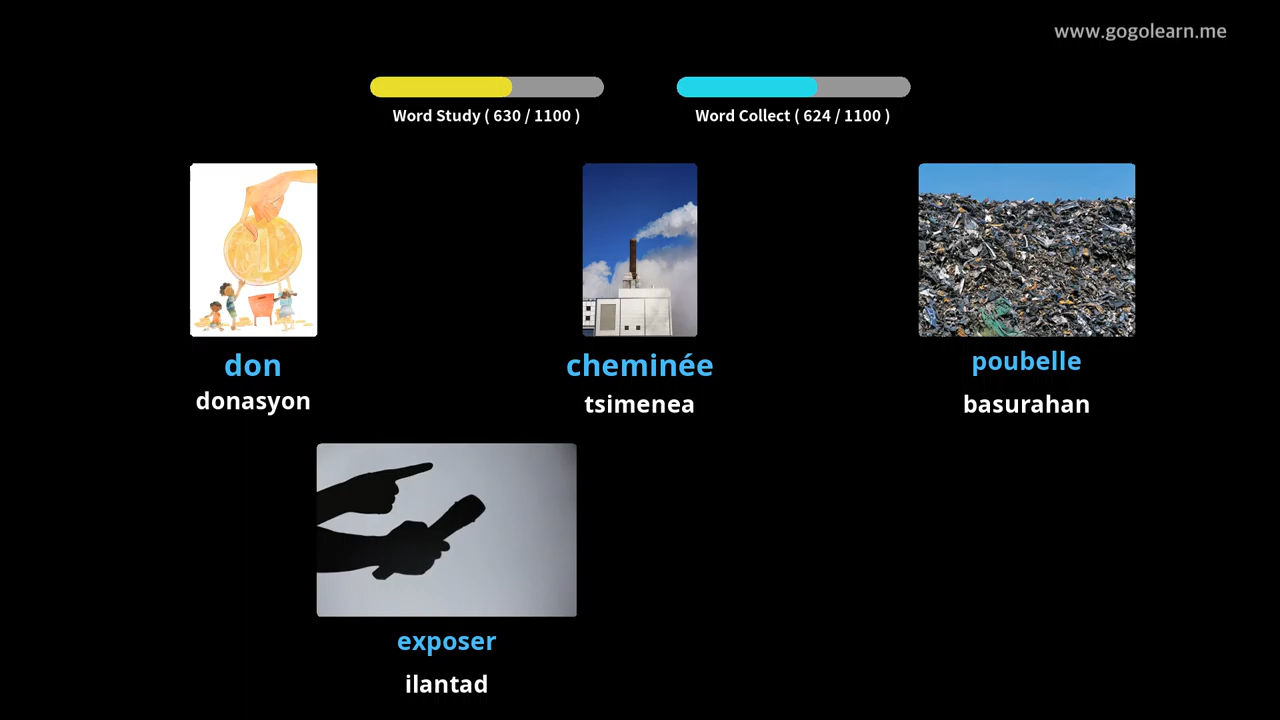 www.gogolearn.me
Word Study ( 630 / 1100 )
Word Collect ( 624 / 1100 )
don
donasyon
cheminée
tsimenea
poubelle
basurahan
exposer
ilantad